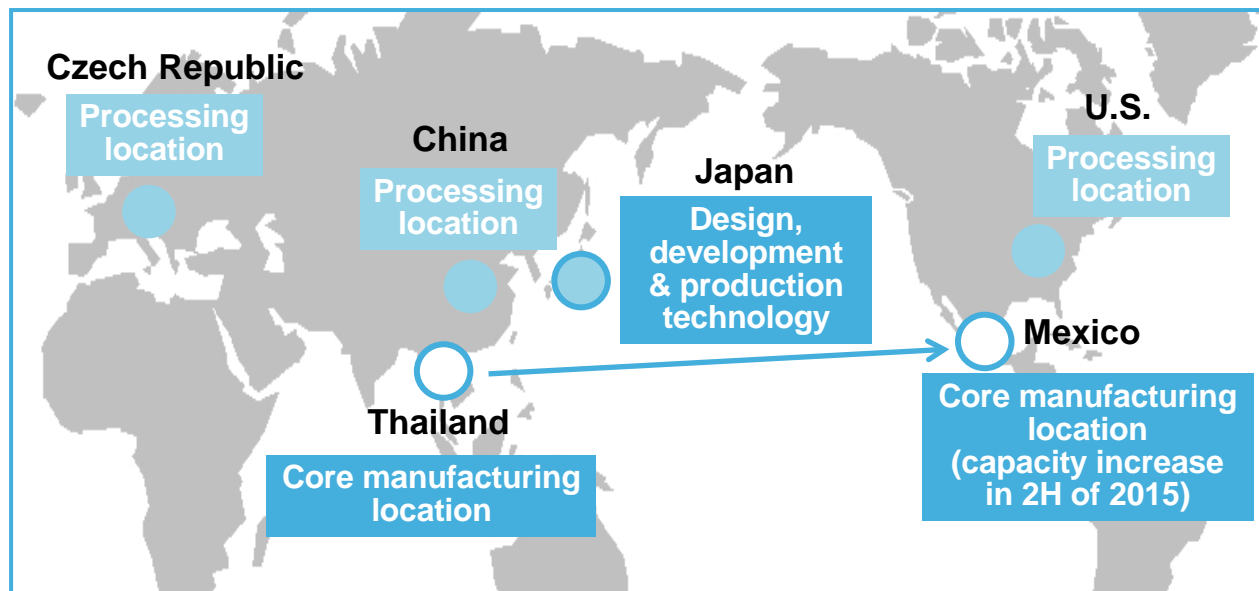 Czech Republic
Processing
location
China
Processing
location
Japan
Design,
development
& production
technology
U.S.
Processing
location
Thailand
Core manufacturing
location
Mexico
Core manufacturing
location
(capacity increase
in 2H of 2015)